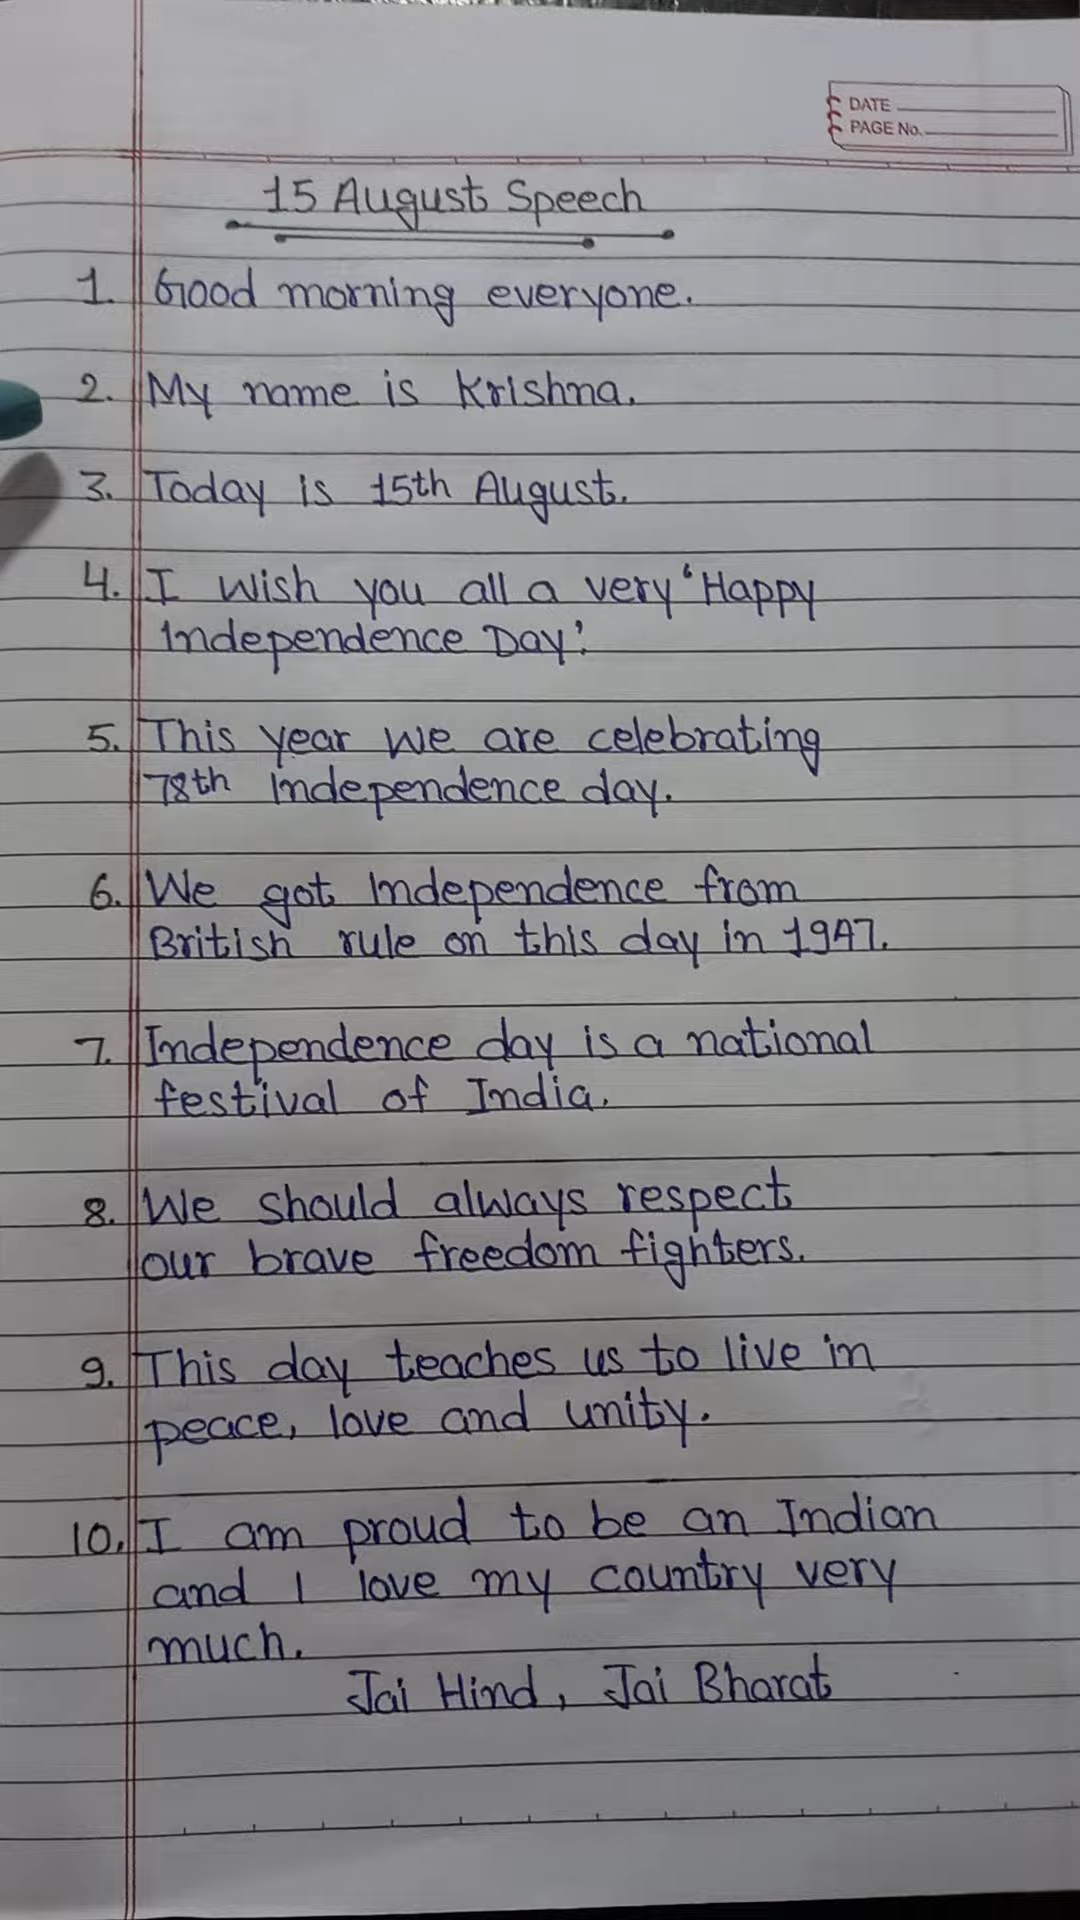 DATE
PAGE No.
15 August Speech
1. Good morning everyone.
2. My name is Krishna.
3. Today is 15th August.
4. I wish you all a very 'Happy
Independence Day'.
5. This year we are celebrating
78th Independence day.
6. We got Independence from
British rule on this day in 1947.
7. Independence day is a national
festival of India.
8. We should always respect
our brave freedom fighters.
9. This day teaches us to live in
peace, love and unity.
10. I am proud to be an Indian
and I love my country very
much.
Jai Hind, Jai Bharat